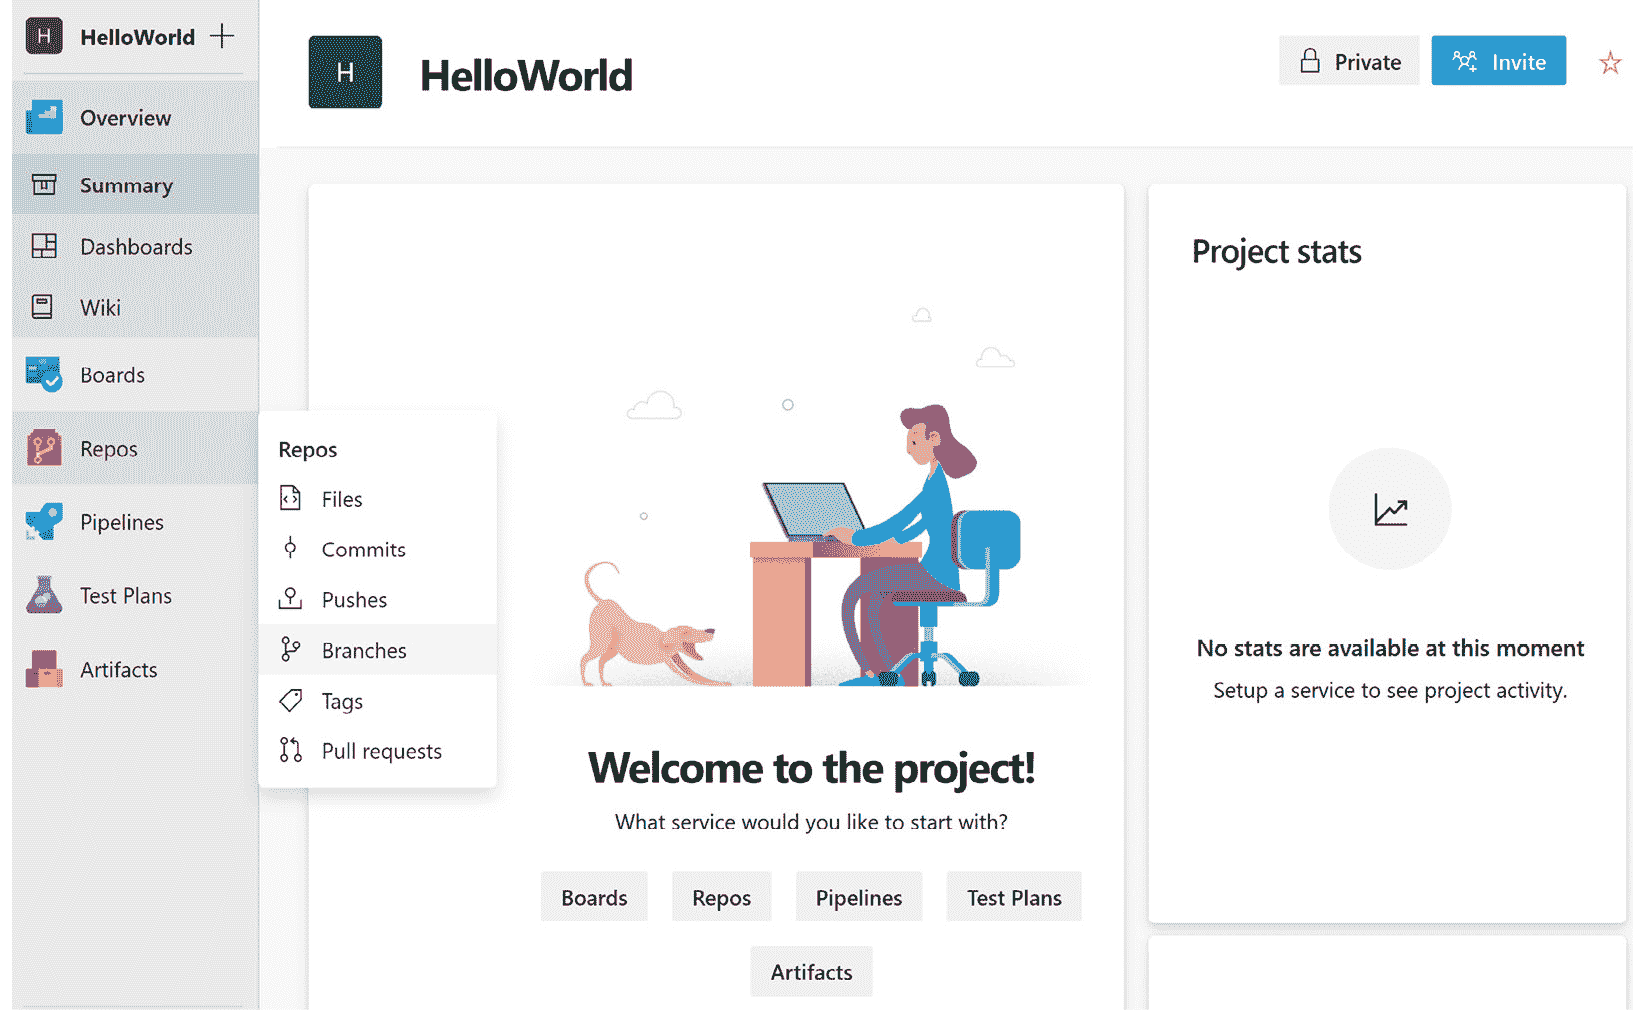 H HelloWorld
Overview
Summary
Dashboards
Wiki
Boards
Repos
Pipelines
Test Plans
Artifacts
Repos
Files
Commits
Pushes
Branches
Tags
Pull requests
H HelloWorld
Private
Invite
Welcome to the project!
What service would you like to start with?
Boards Repos Pipelines Test Plans
Artifacts
Project stats
No stats are available at this moment
Setup a service to see project activity.